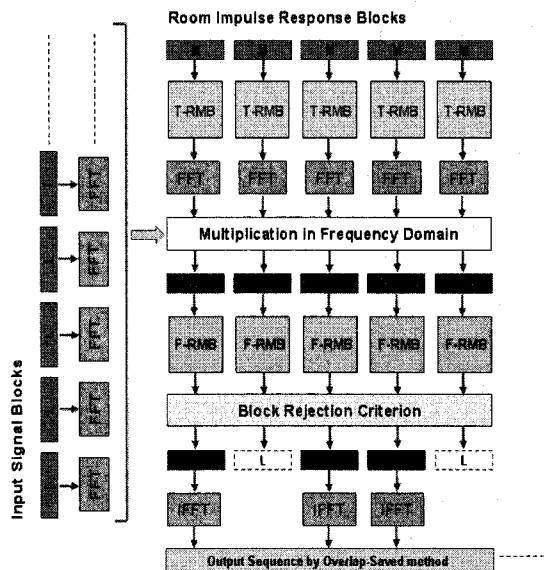 Room Impulse Response Blocks
T-RMB T-RMB T-RMB T-RMB T-RMB
FFT FFT FFT FFT FFT
Multiplication in Frequency Domain
F-RMB F-RMB F-RMB F-RMB F-RMB
Block Rejection Criterion
L L
IFFT IFFT IFFT
Output Sequence by Overlap-Saved method
Input Signal Blocks
FFT
FFT
FFT
FFT
FFT